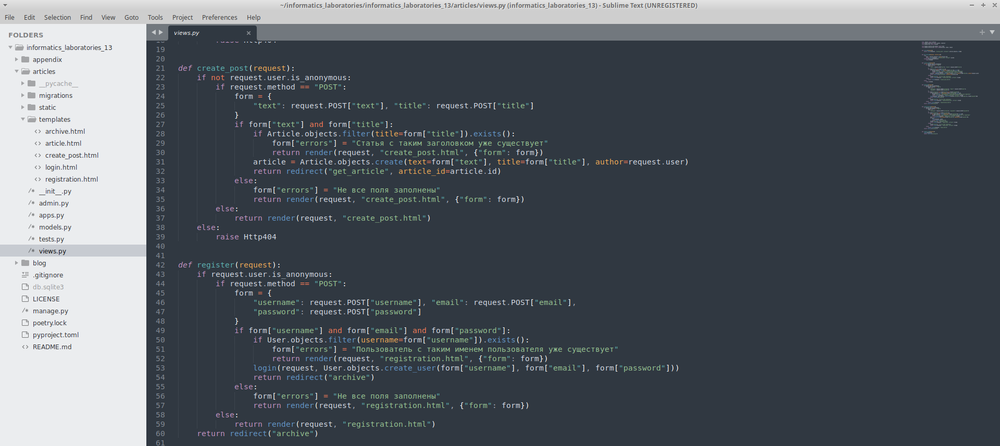 ~/informatics_laboratories/informatics_laboratories_13/articles/views.py (informatics_laboratories_13) - Sublime Text (UNREGISTERED)
File Edit Selection Find View Goto Tools Project Preferences Help
FOLDERS
informatics_laboratories_13
appendix
articles
__pycache__
migrations
static
templates
archive.html
article.html
create_post.html
login.html
registration.html
__init__.py
admin.py
apps.py
models.py
tests.py
views.py
blog
.gitignore
db.sqlite3
LICENSE
manage.py
poetry.lock
pyproject.toml
README.md
views.py
19
20
21 def create_post(request):
22     if not request.user.is_anonymous:
23         if request.method == "POST":
24             form = {
25                 "text": request.POST["text"], "title": request.POST["title"]
26             }
27             if form["text"] and form["title"]:
28                 if Article.objects.filter(title=form["title"]).exists():
29                     form["errors"] = "Статья с таким заголовком уже существует"
30                     return render(request, "create_post.html", {"form": form})
31                 article = Article.objects.create(text=form["text"], title=form["title"], author=request.user)
32                 return redirect("get_article", article_id=article.id)
33             else:
34                 form["errors"] = "Не все поля заполнены"
35                 return render(request, "create_post.html", {"form": form})
36         else:
37             return render(request, "create_post.html")
38     else:
39         raise Http404
40
41
42 def register(request):
43     if request.user.is_anonymous:
44         if request.method == "POST":
45             form = {
46                 "username": request.POST["username"], "email": request.POST["email"],
47                 "password": request.POST["password"]
48             }
49             if form["username"] and form["email"] and form["password"]:
50                 if User.objects.filter(username=form["username"]).exists():
51                     form["errors"] = "Пользователь с таким именем пользователя уже существует"
52                     return render(request, "registration.html", {"form": form})
53                 login(request, User.objects.create_user(form["username"], form["email"], form["password"]))
54                 return redirect("archive")
55             else:
56                 form["errors"] = "Не все поля заполнены"
57                 return render(request, "registration.html", {"form": form})
58         else:
59             return render(request, "registration.html")
60     return redirect("archive")
61